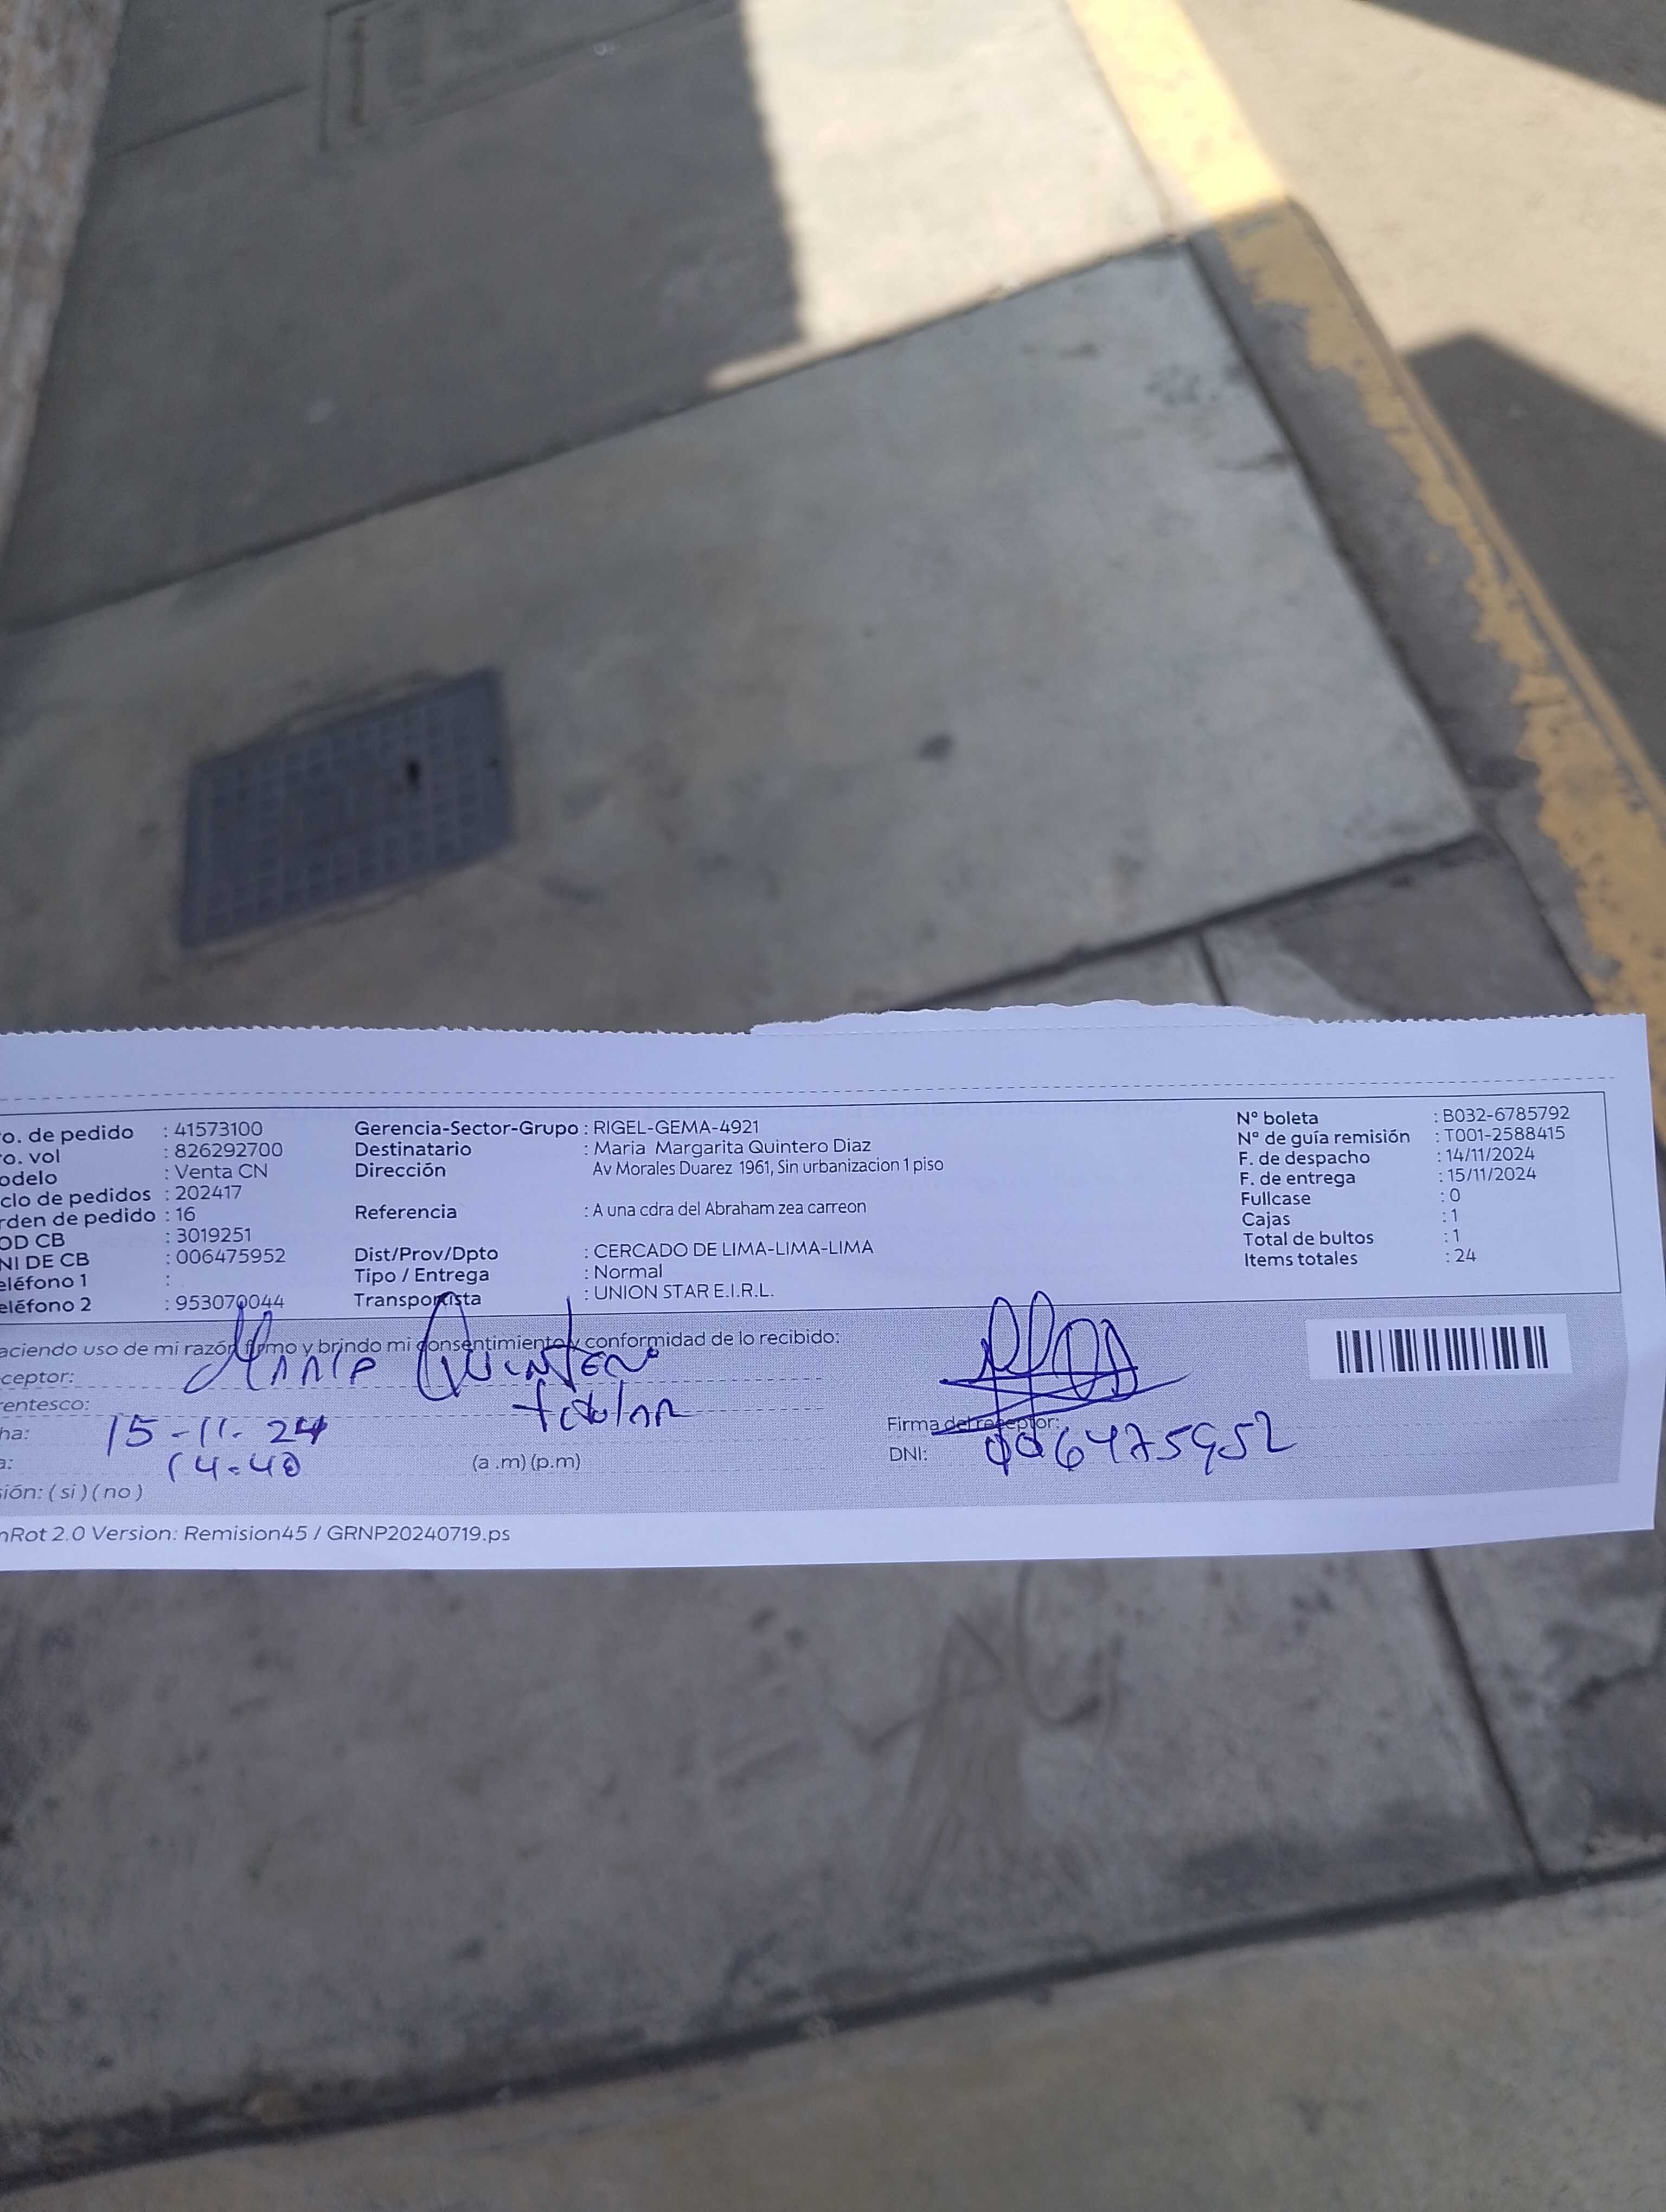 o. de pedido : 41573100
o. vol : 826292700
odelo : Venta CN
clo de pedidos : 202417
rden de pedido : 16
OD CB : 3019251
NI DE CB : 006475952
eléfono 1 :
eléfono 2 : 953070044
Gerencia-Sector-Grupo : RIGEL-GEMA-4921
Destinatario : Maria Margarita Quintero Diaz
Dirección Av Morales Duarez 1961, Sin urbanizacion 1 piso
Referencia : A una cdra del Abraham zea carreon
Dist/Prov/Dpto : CERCADO DE LIMA-LIMA-LIMA
Tipo / Entrega : Normal
Transportista : UNION STAR E.I.R.L.
N° boleta : B032-6785792
N° de guía remisión : T001-2588415
F. de despacho : 14/11/2024
F. de entrega : 15/11/2024
Fullcase : 0
Cajas : 1
Total de bultos : 1
Items totales : 24
aciendo uso de mi razón firmo y brindo mi consentimiento y conformidad de lo recibido:
ceptor: Maria Quintero
rentesco: titular
ha: 15-11-24
a: 14:40 (a .m) (p.m)
sión: ( si ) ( no )
Firma del receptor:
DNI: 006475952
nRot 2.0 Version: Remision45 / GRNP20240719.ps